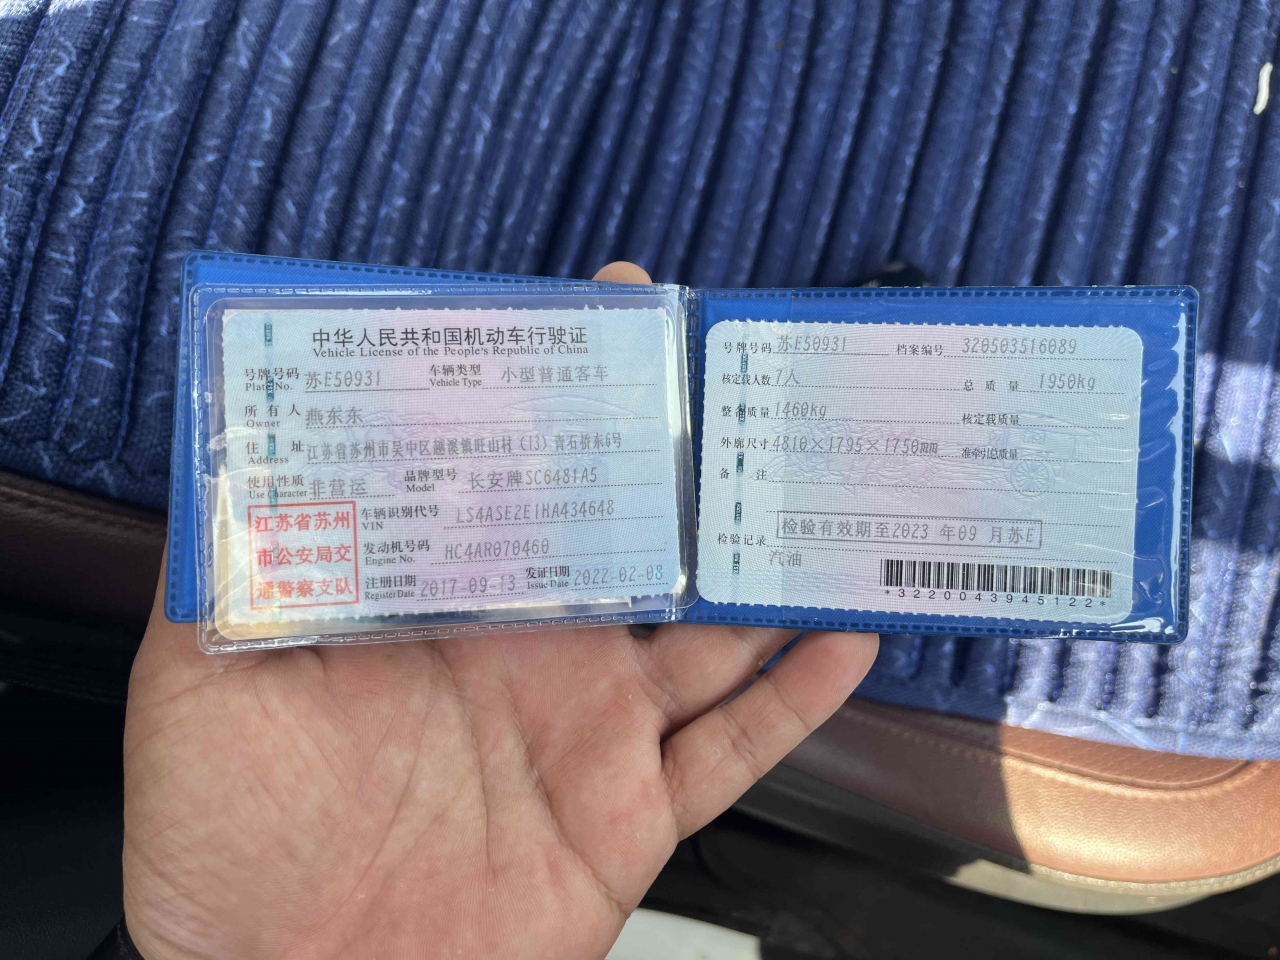 中华人民共和国机动车行驶证
Vehicle License of the People's Republic of China
号牌号码 苏E50931 车辆类型 小型普通客车
Plate No. Vehicle Type
所有人 燕东东
Owner
住址 江苏省苏州市吴中区越溪镇旺山村(13)青石桥东6号
Address
使用性质 非营运 品牌型号 长安牌SC6481A5
Use Character Model
江苏省苏州
市公安局交
通警察支队
车辆识别代号 LS4ASE2E1HA434648
VIN
发动机号码 HC4AR070460
Engine No.
注册日期 2017-09-13 发证日期 2022-02-08
Register Date Issue Date
号牌号码 苏E50931 档案编号 320503516089
核定载人数 7人 总质量 1950kg
整备质量 1460kg 核定载质量
外廓尺寸 4810×1795×1750mm 准牵引总质量
备注
检验有效期至2023 年09 月苏E
检验记录
汽油
*3220043945122*